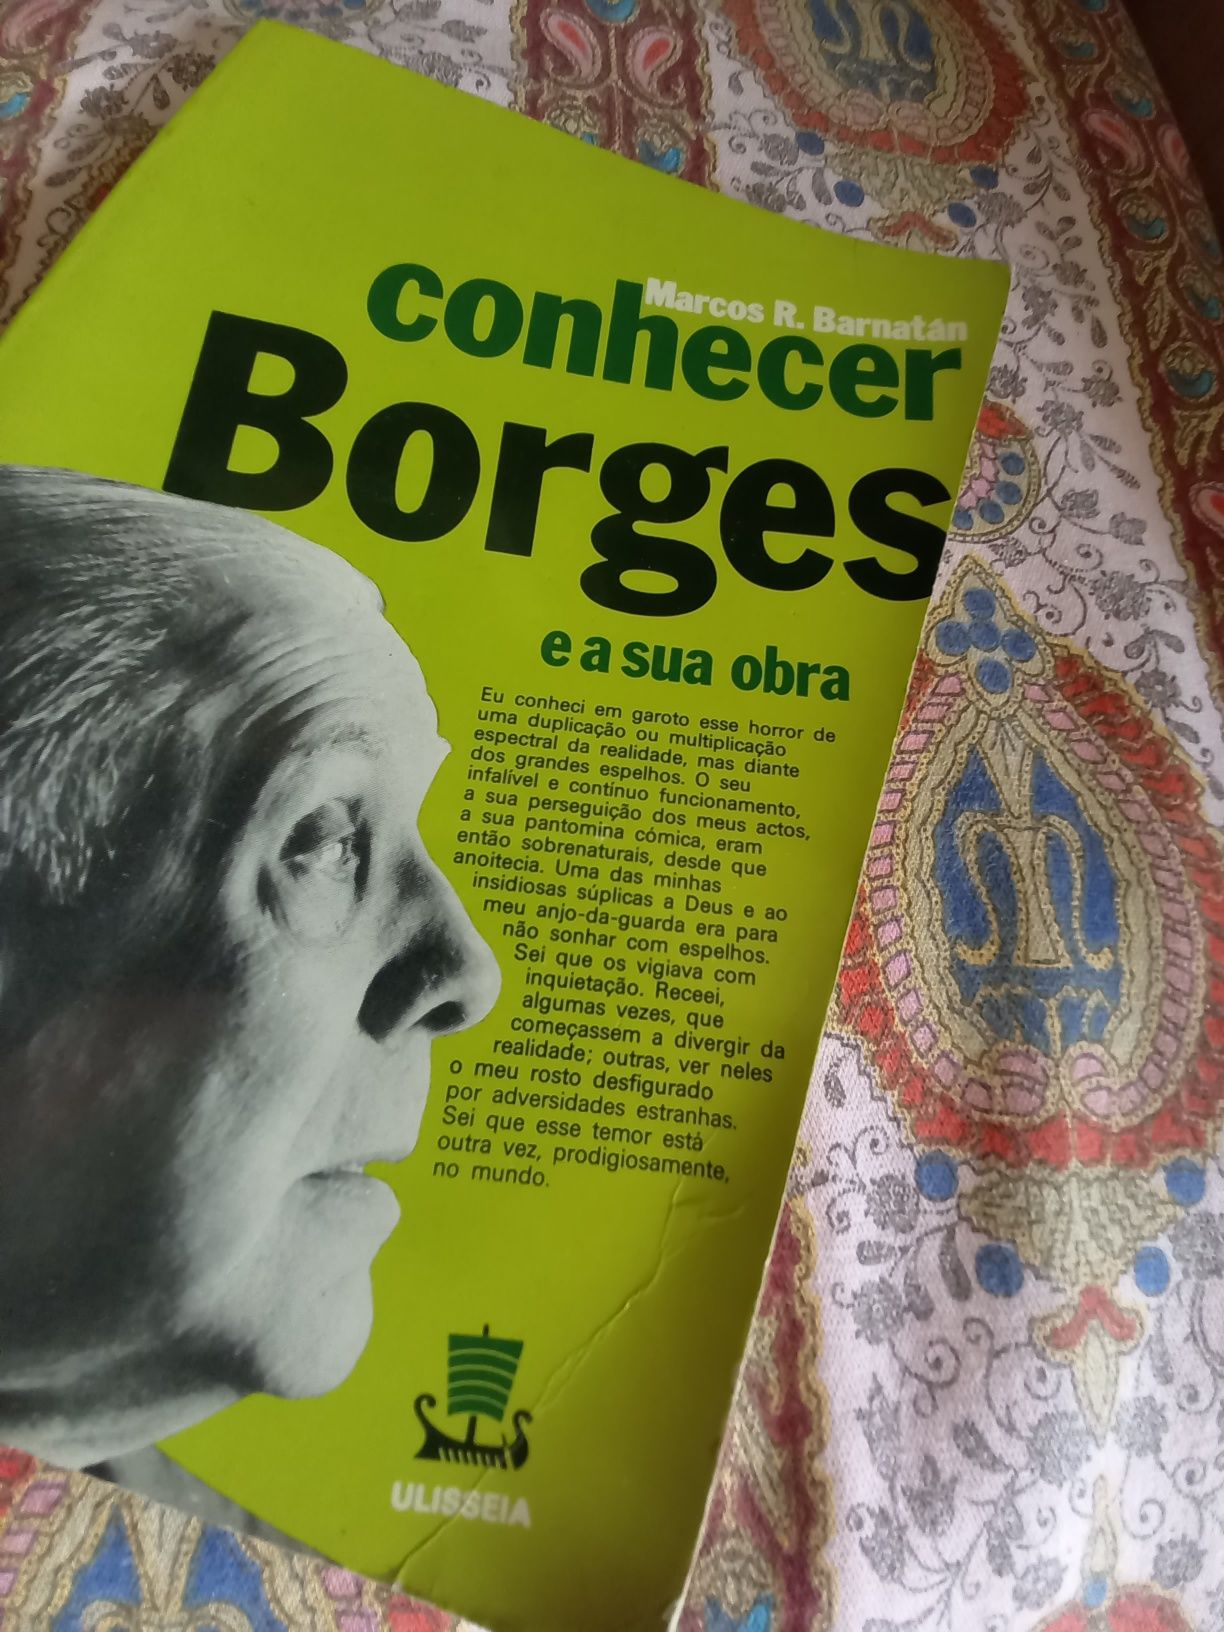 Marcos R. Barnatán
conhecer
Borges
e a sua obra
Eu conheci em garoto esse horror de
uma duplicação ou multiplicação
espectral da realidade, mas diante
dos grandes espelhos. O seu
infalível e contínuo funcionamento,
a sua perseguição dos meus actos,
a sua pantomina cómica, eram
então sobrenaturais, desde que
anoitecia. Uma das minhas
insidiosas súplicas a Deus e ao
meu anjo-da-guarda era para
não sonhar com espelhos.
Sei que os vigiava com
inquietação. Receei,
algumas vezes, que
começassem a divergir da
realidade; outras, ver neles
o meu rosto desfigurado
por adversidades estranhas.
Sei que esse temor está
outra vez, prodigiosamente,
no mundo.
ULISSEIA